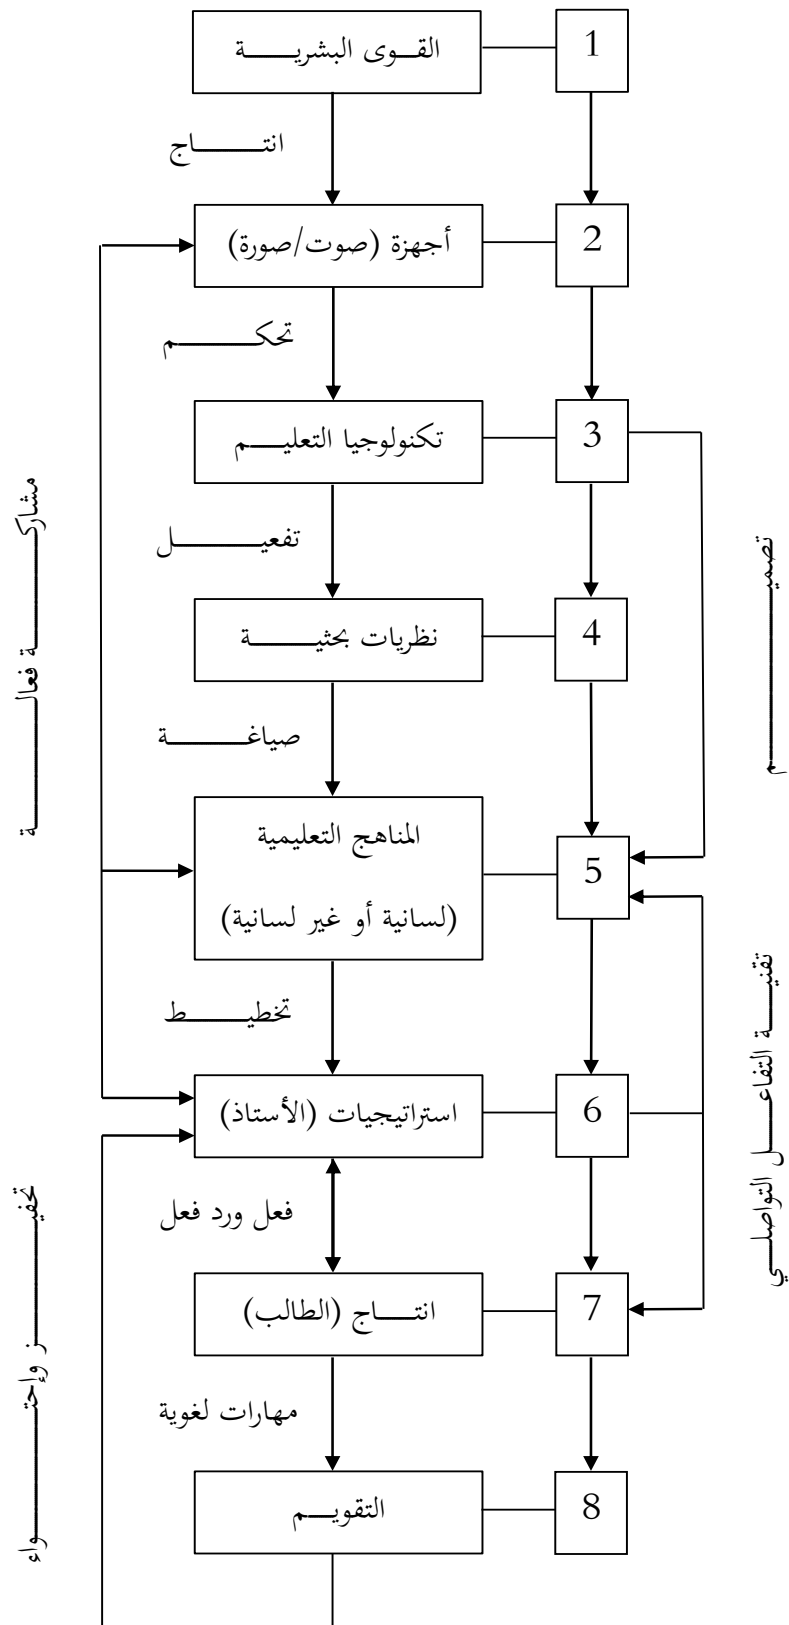 القوى البشرية
1
انتاج
أجهزة (صوت/صورة)
2
تحكم
تكنولوجيا التعليم
3
تفعيل
نظريات بحثية
4
صياغة
المناهج التعليمية
(لسانية أو غير لسانية)
5
تخطيط
استراتيجيات (الأستاذ)
6
فعل ورد فعل
انتاج (الطالب)
7
مهارات لغوية
التقويم
8
مشاركة فعالة
تحفيز وإحتواء
تصميم
تقنية التفاعل التواصلي